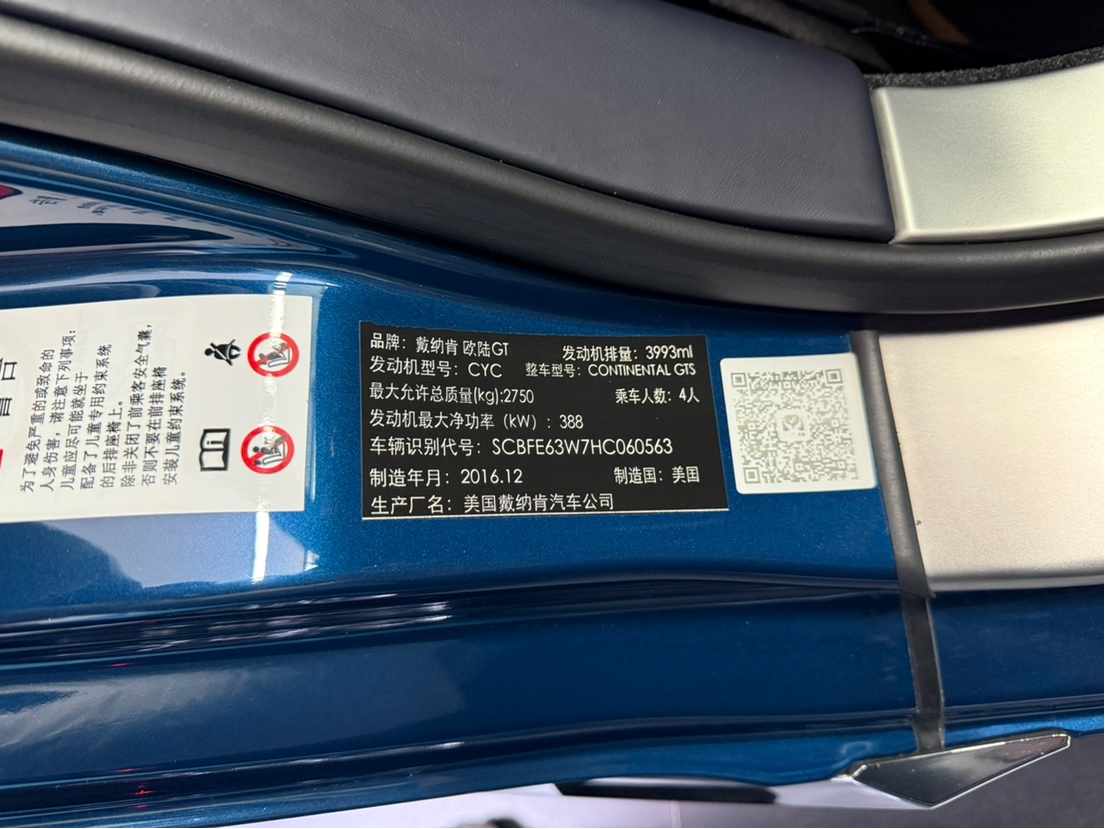 警告
为了避免严重的或致命的
人身伤害，请注意下列事项：
儿童应尽可能就坐于
配备了儿童专用约束系统
的后排座椅上。
除非关闭了前乘客安全气囊，
否则不要在前排座椅
安装儿童约束系统。
品牌：戴纳肯 欧陆GT 发动机排量：3993ml
发动机型号：CYC 整车型号：CONTINENTAL GTS
最大允许总质量(kg):2750 乘车人数：4人
发动机最大净功率（kW）：388
车辆识别代号：SCBFE63W7HC060563
制造年月：2016.12 制造国：美国
生产厂名：美国戴纳肯汽车公司